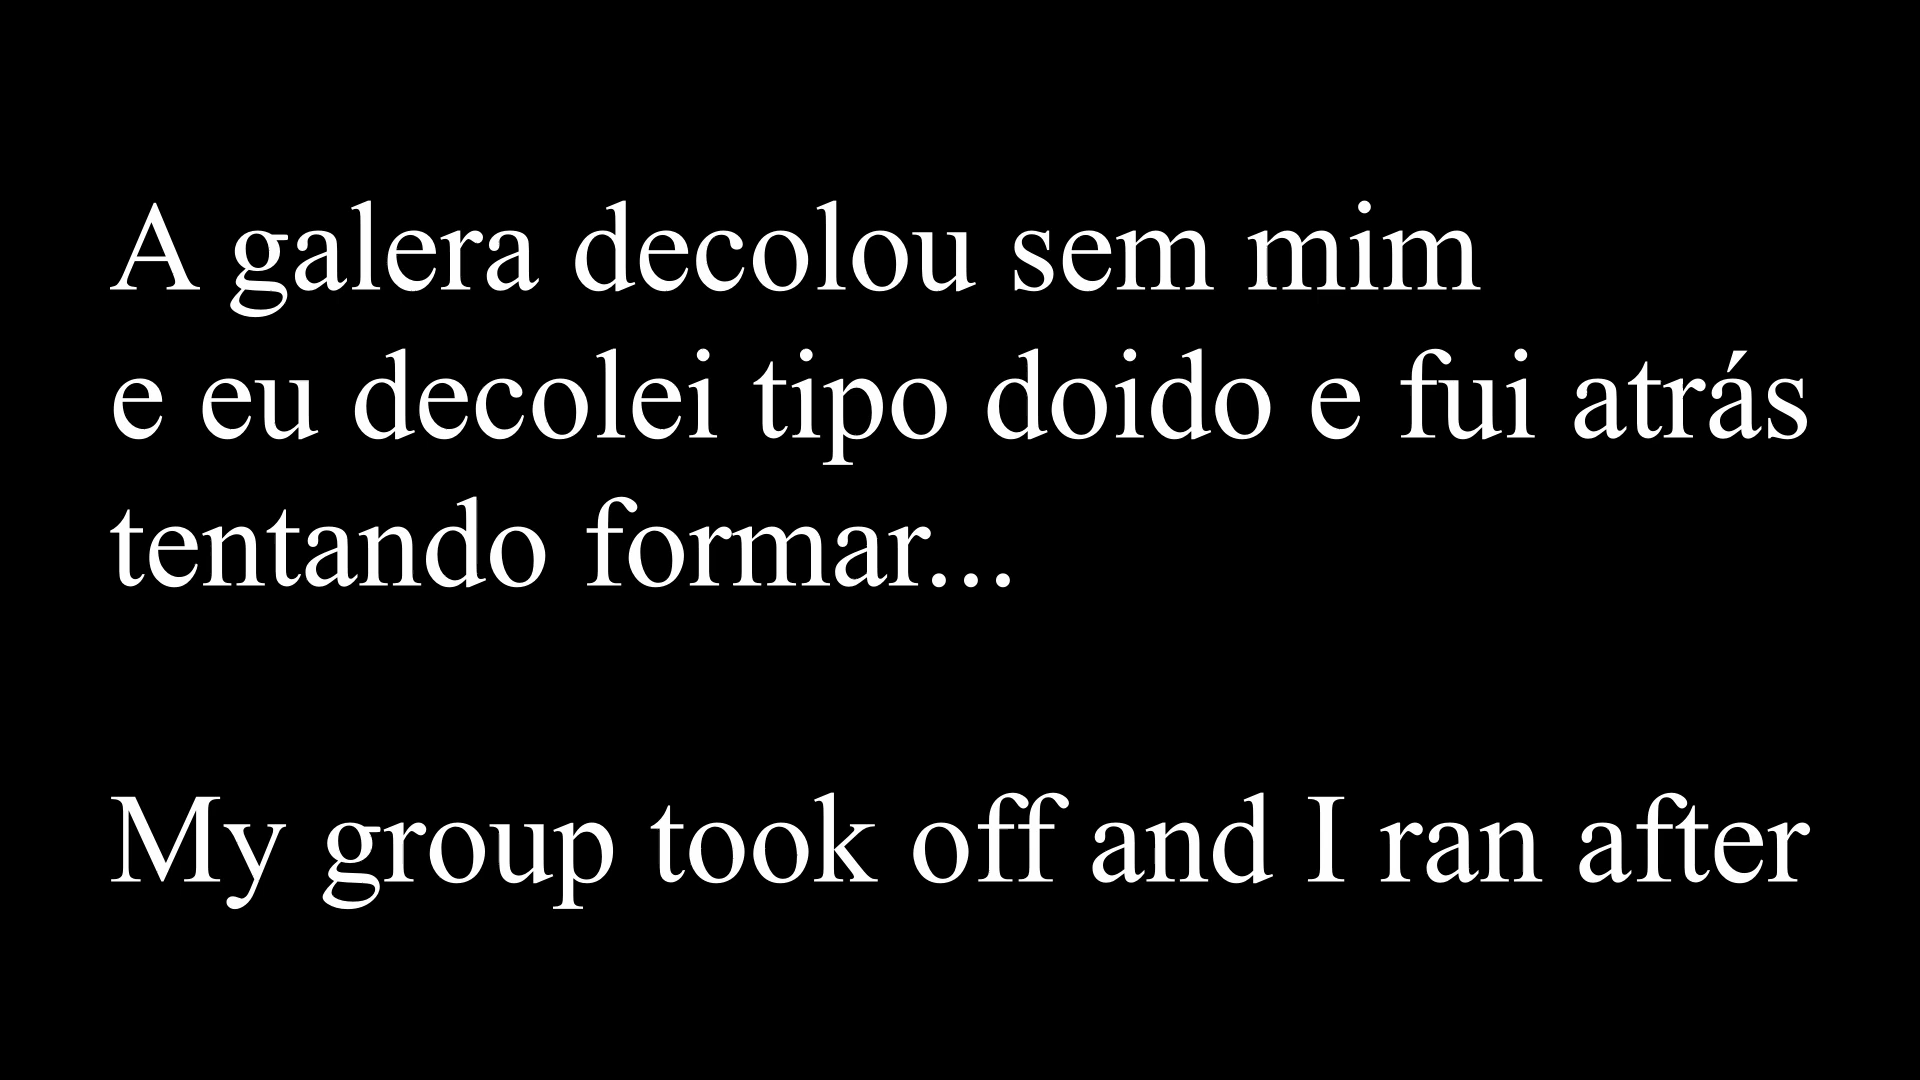 A galera decolou sem mim
e eu decolei tipo doido e fui atrás
tentando formar...
My group took off and I ran after